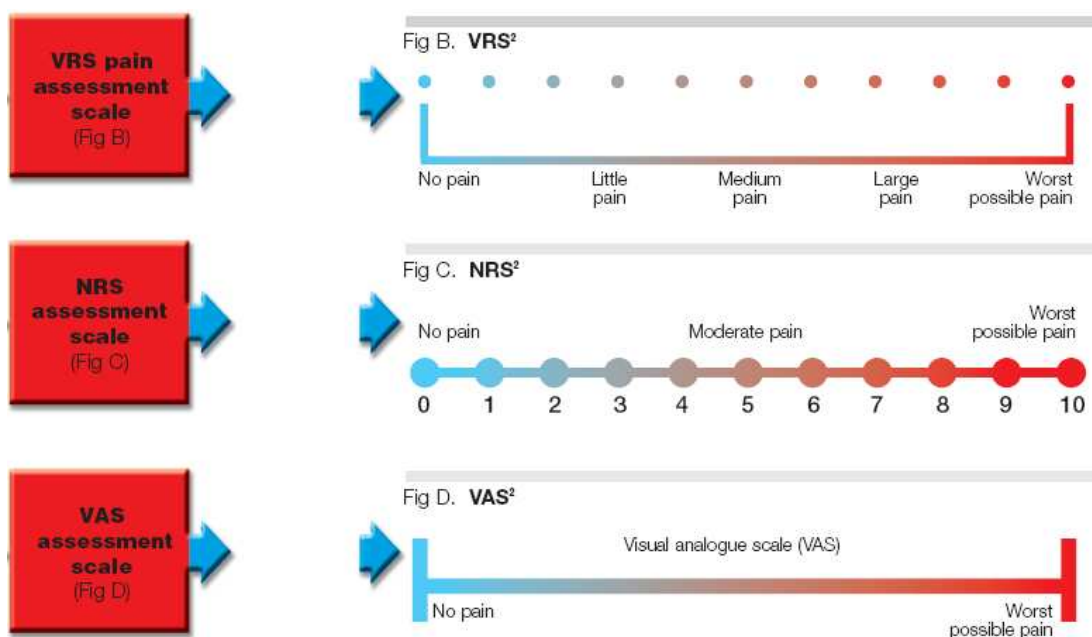 VRS pain
assessment
scale
(Fig B)
Fig B. VRS²
No pain
Little
pain
Medium
pain
Large
pain
Worst
possible pain
NRS
assessment
scale
(Fig C)
Fig C. NRS²
No pain
Moderate pain
Worst
possible pain
0 1 2 3 4 5 6 7 8 9 10
VAS
assessment
scale
(Fig D)
Fig D. VAS²
Visual analogue scale (VAS)
No pain
Worst
possible pain